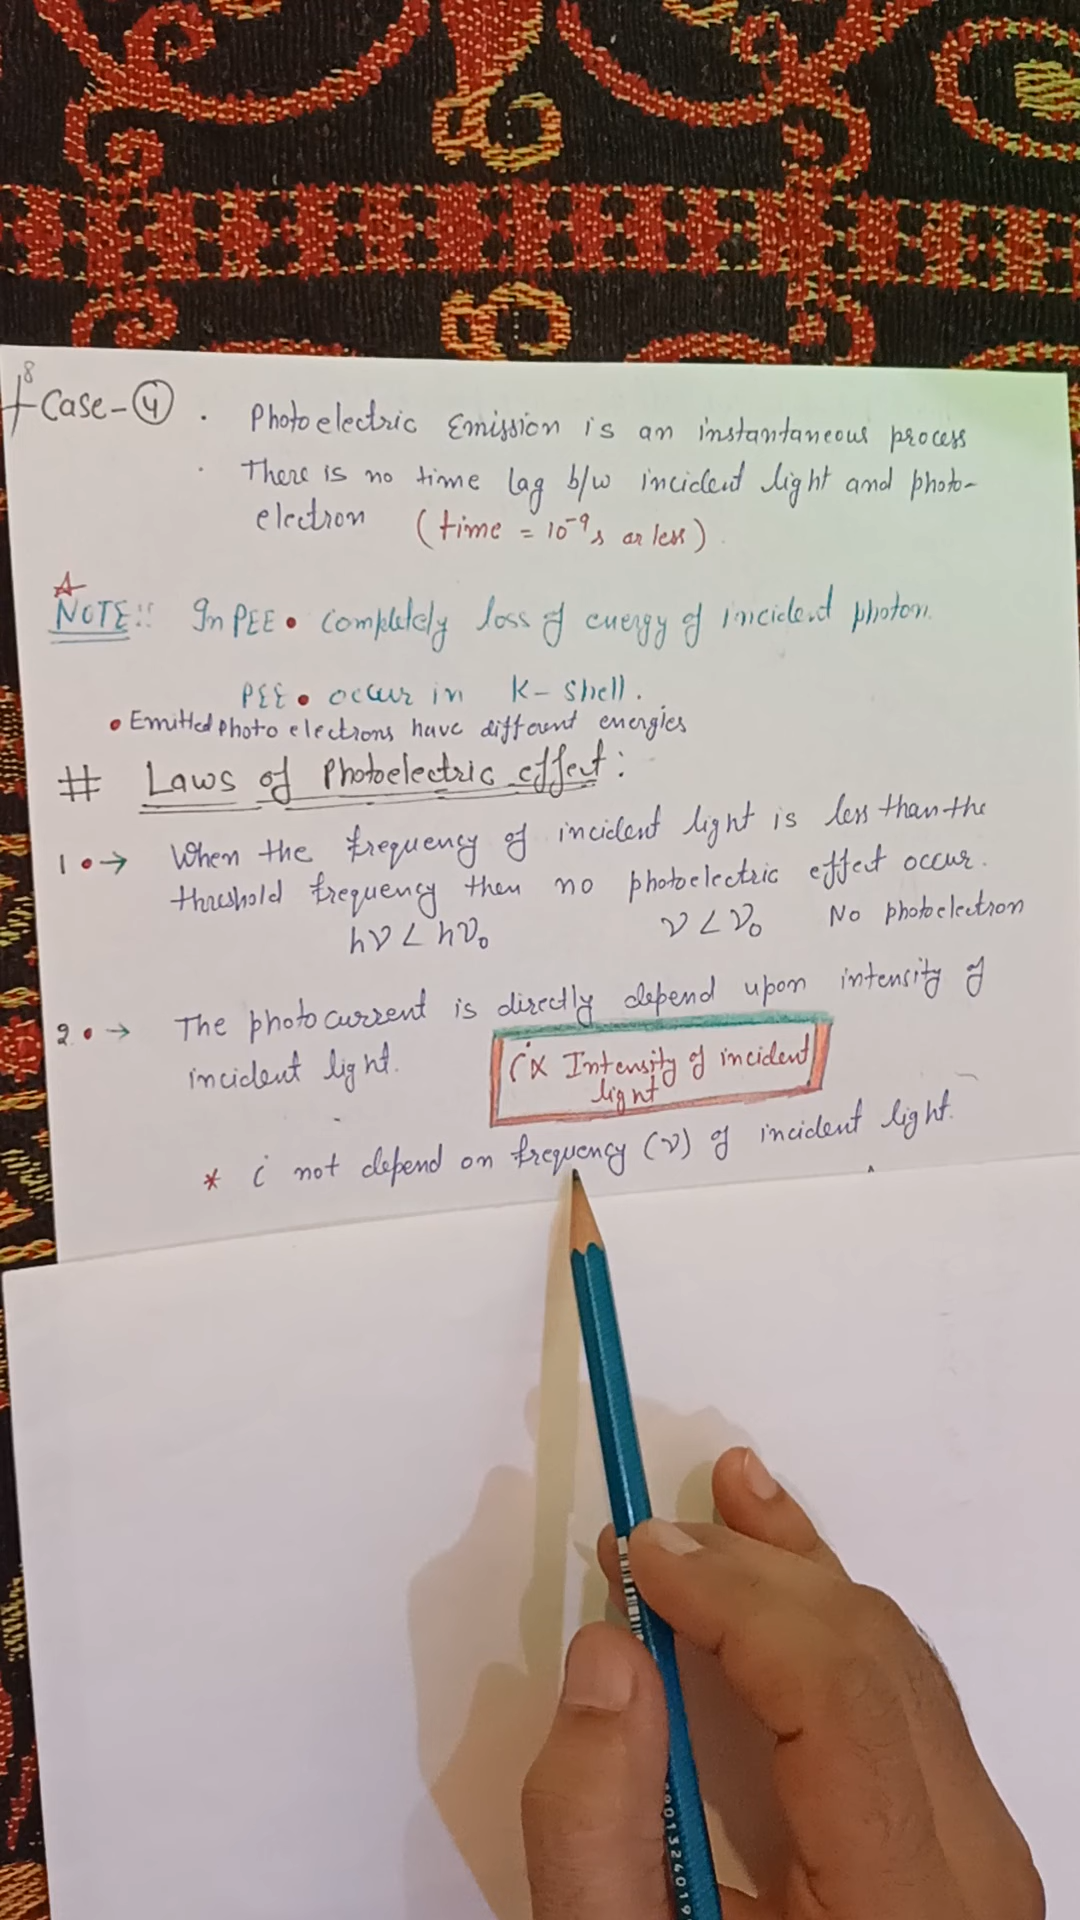 8
Case-4 . Photoelectric Emission is an instantaneous process
. There is no time lag b/w incident light and photo-
electron (time = 10⁻⁹s or less)
NOTE:: In PEE • completely loss of energy of incident photon.
PEE • occur in K-shell.
• Emitted photo electrons have different energies
# Laws of Photoelectric effect:
1 •→ When the frequency of incident light is less than the
threshold frequency then no photoelectric effect occur.
hν < hν₀ ν < ν₀ No photoelectron
2 •→ The photocurrent is directly depend upon intensity of
incident light. i ∝ Intensity of incident
light
* i not depend on frequency (ν) of incident light.